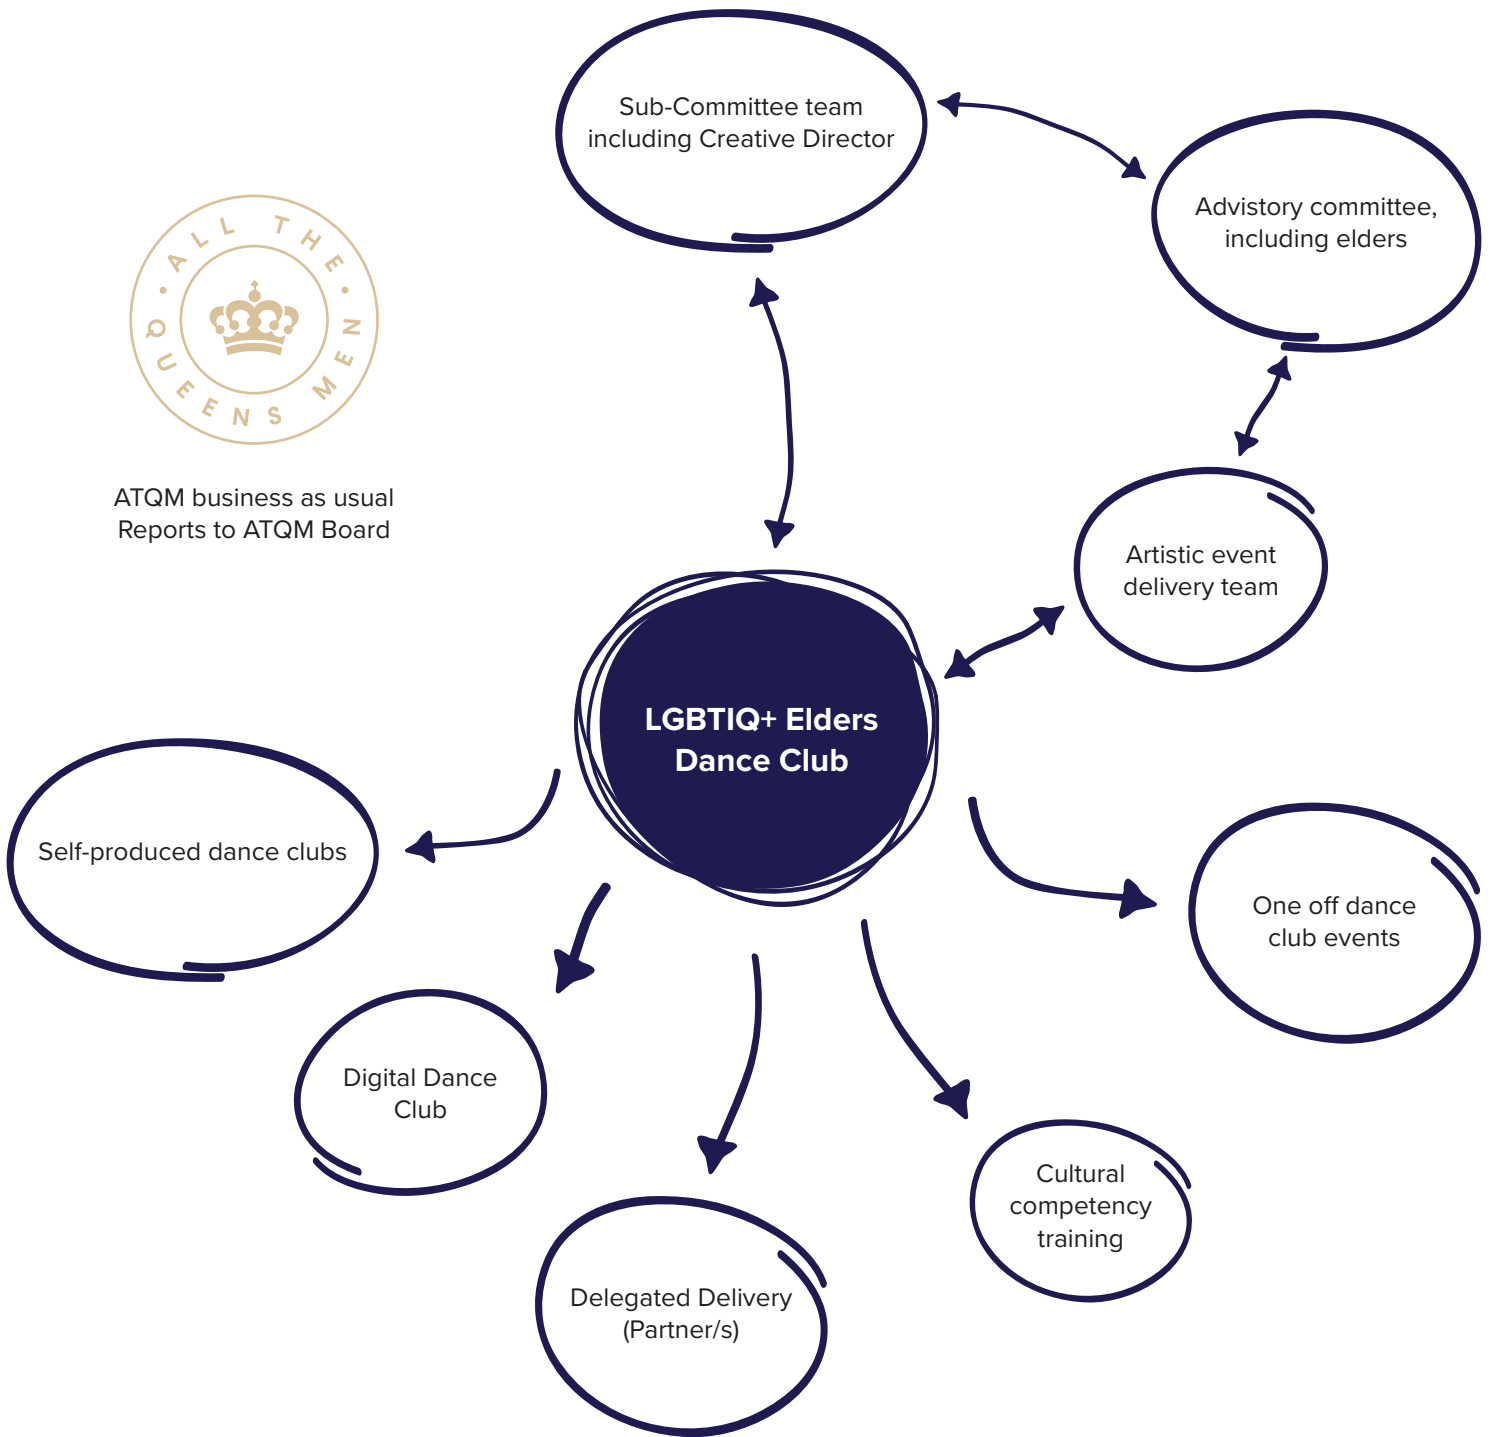 Sub-Committee team
including Creative Director
Advistory committee,
including elders
ALL THE
QUEENS MEN
ATQM business as usual
Reports to ATQM Board
Artistic event
delivery team
LGBTIQ+ Elders
Dance Club
Self-produced dance clubs
One off dance
club events
Digital Dance
Club
Cultural
competency
training
Delegated Delivery
(Partner/s)